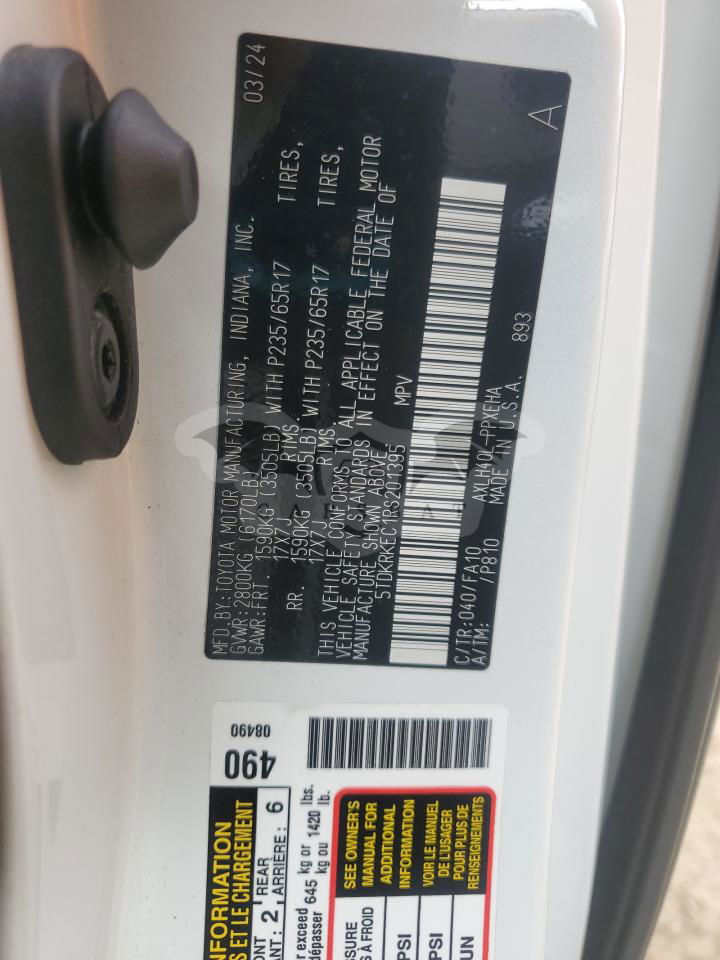 MFD.BY:TOYOTA MOTOR MANUFACTURING, INDIANA, INC. 03/24
GVWR:2800KG (6170LB)
GAWR:FRT. 1590KG (3505LB) WITH P235/65R17 TIRES,
17X7J RIMS,
RR. 1590KG (3505LB) WITH P235/65R17 TIRES,
17X7J RIMS,
THIS VEHICLE CONFORMS TO ALL APPLICABLE FEDERAL MOTOR
VEHICLE SAFETY STANDARDS IN EFFECT ON THE DATE OF
MANUFACTURE SHOWN ABOVE.
5TDKRKEC1RS201395 MPV
C/TR:040/FA10 AXLH40L-PPXEHA
A/TM: /P810 MADE IN U.S.A. 893
A
490 08490
INFORMATION
S ET LE CHARGEMENT
REAR
ANT: 2 ARRIÈRE: 6
exceed 645 kg or 1420 lbs.
dépasser kg ou lb.
SEE OWNER'S
MANUAL FOR
ADDITIONAL
INFORMATION
VOIR LE MANUEL
DE L'USAGER
POUR PLUS DE
RENSEIGNEMENTS
À FROID
PSI
PSI